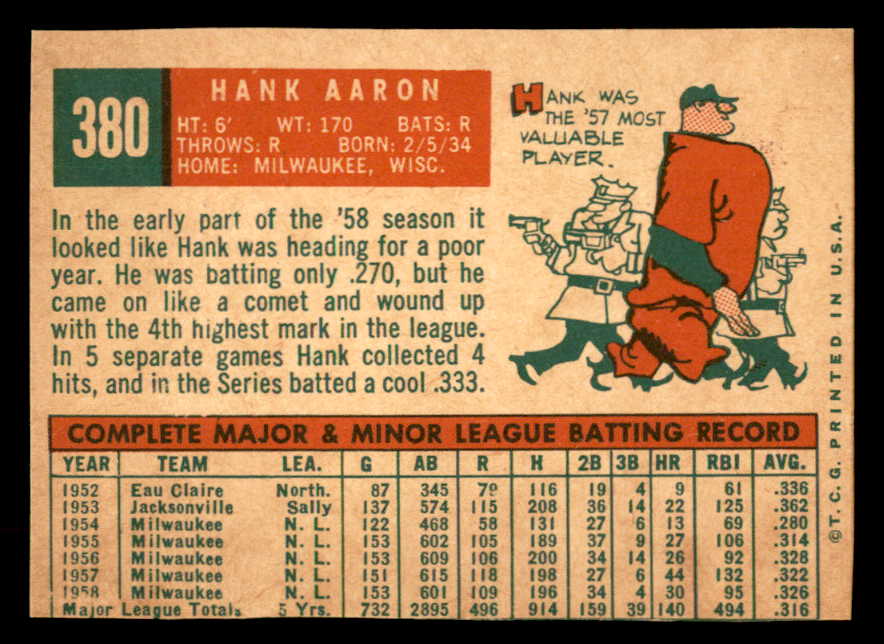 380
HANK AARON
HT: 6' WT: 170 BATS: R
THROWS: R BORN: 2/5/34
HOME: MILWAUKEE, WISC.
HANK WAS
THE '57 MOST
VALUABLE
PLAYER.
In the early part of the '58 season it
looked like Hank was heading for a poor
year. He was batting only .270, but he
came on like a comet and wound up
with the 4th highest mark in the league.
In 5 separate games Hank collected 4
hits, and in the Series batted a cool .333.
COMPLETE MAJOR & MINOR LEAGUE BATTING RECORD
YEAR TEAM LEA. G AB R H 2B 3B HR RBI AVG.
1952 Eau Claire North. 87 345 79 116 19 4 9 61 .336
1953 Jacksonville Sally 137 574 115 208 36 14 22 125 .362
1954 Milwaukee N. L. 122 468 58 131 27 6 13 69 .280
1955 Milwaukee N. L. 153 602 105 189 37 9 27 106 .314
1956 Milwaukee N. L. 153 609 106 200 34 14 26 92 .328
1957 Milwaukee N. L. 151 615 118 198 27 6 44 132 .322
1958 Milwaukee N. L. 153 601 109 196 34 4 30 95 .326
Major League Totals 5 Yrs. 732 2895 496 914 159 39 140 494 .316
©T. C. G. PRINTED IN U.S.A.